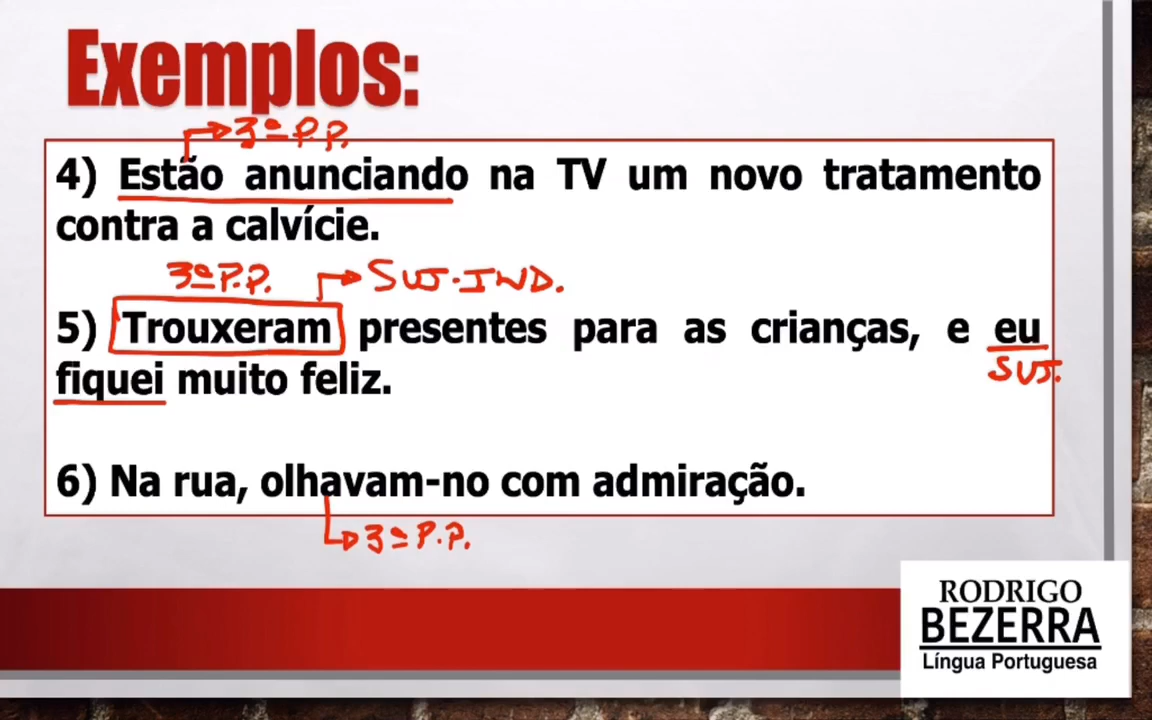 Exemplos:
3ª P.P.
4) Estão anunciando na TV um novo tratamento
contra a calvície.
3ª P.P. SUJ. IND.
5) Trouxeram presentes para as crianças, e eu
SUJ.
fiquei muito feliz.
6) Na rua, olhavam-no com admiração.
3ª P.P.
RODRIGO
BEZERRA
Língua Portuguesa